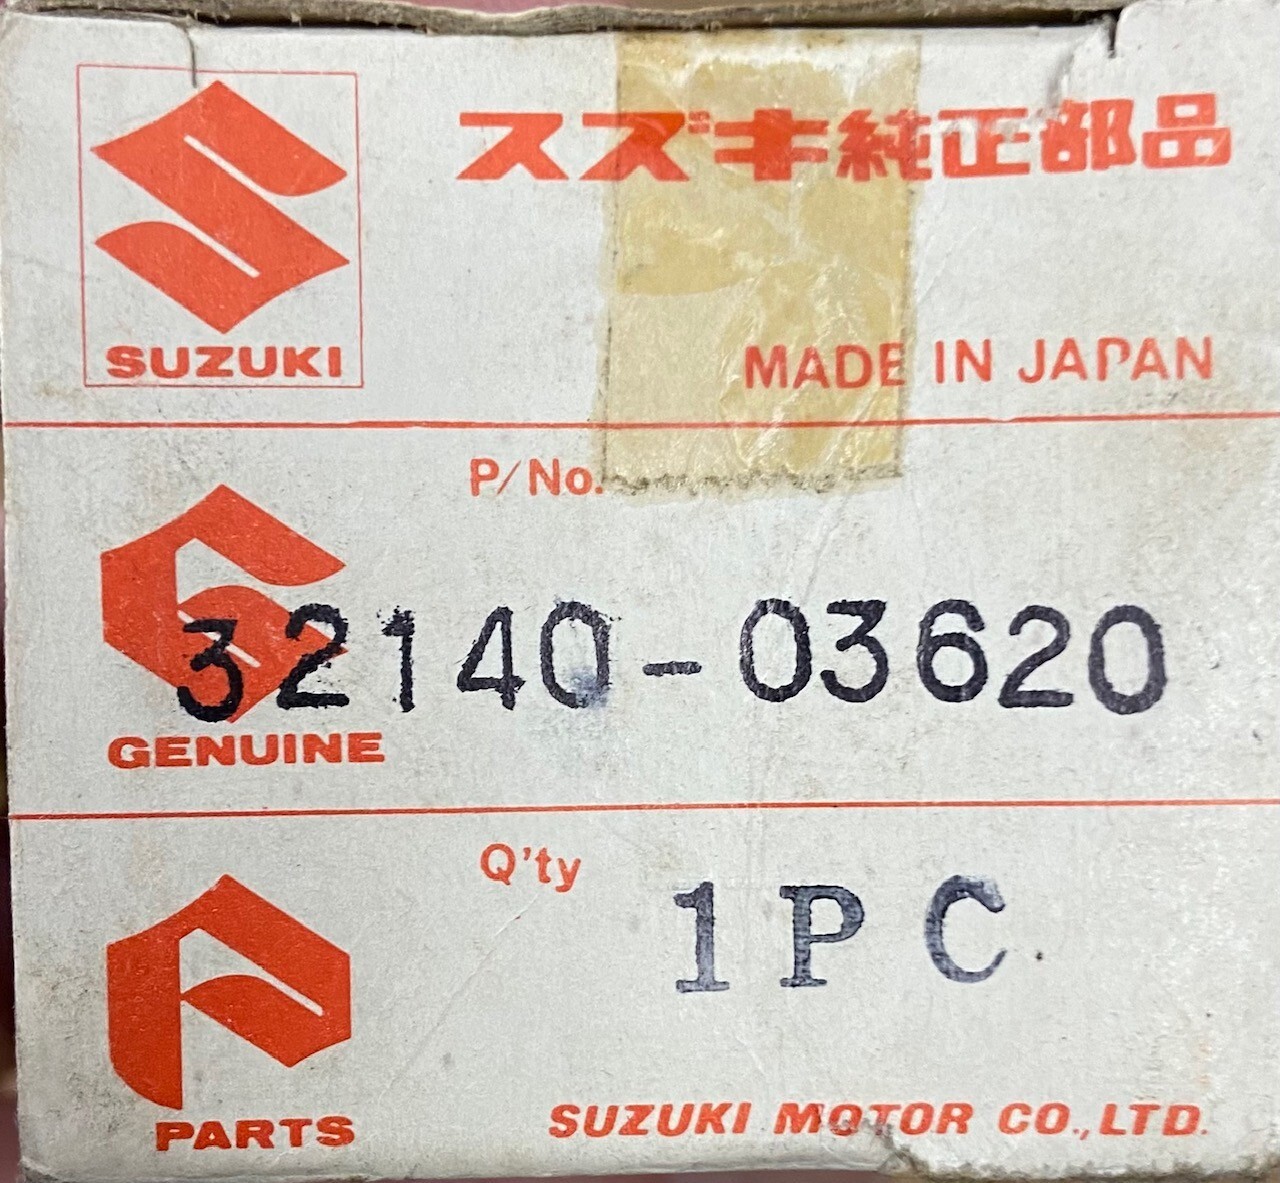 スズキ純正部品
SUZUKI
MADE IN JAPAN
P/No.
32140-03620
GENUINE
Q'ty
1PC
PARTS
SUZUKI MOTOR CO., LTD.